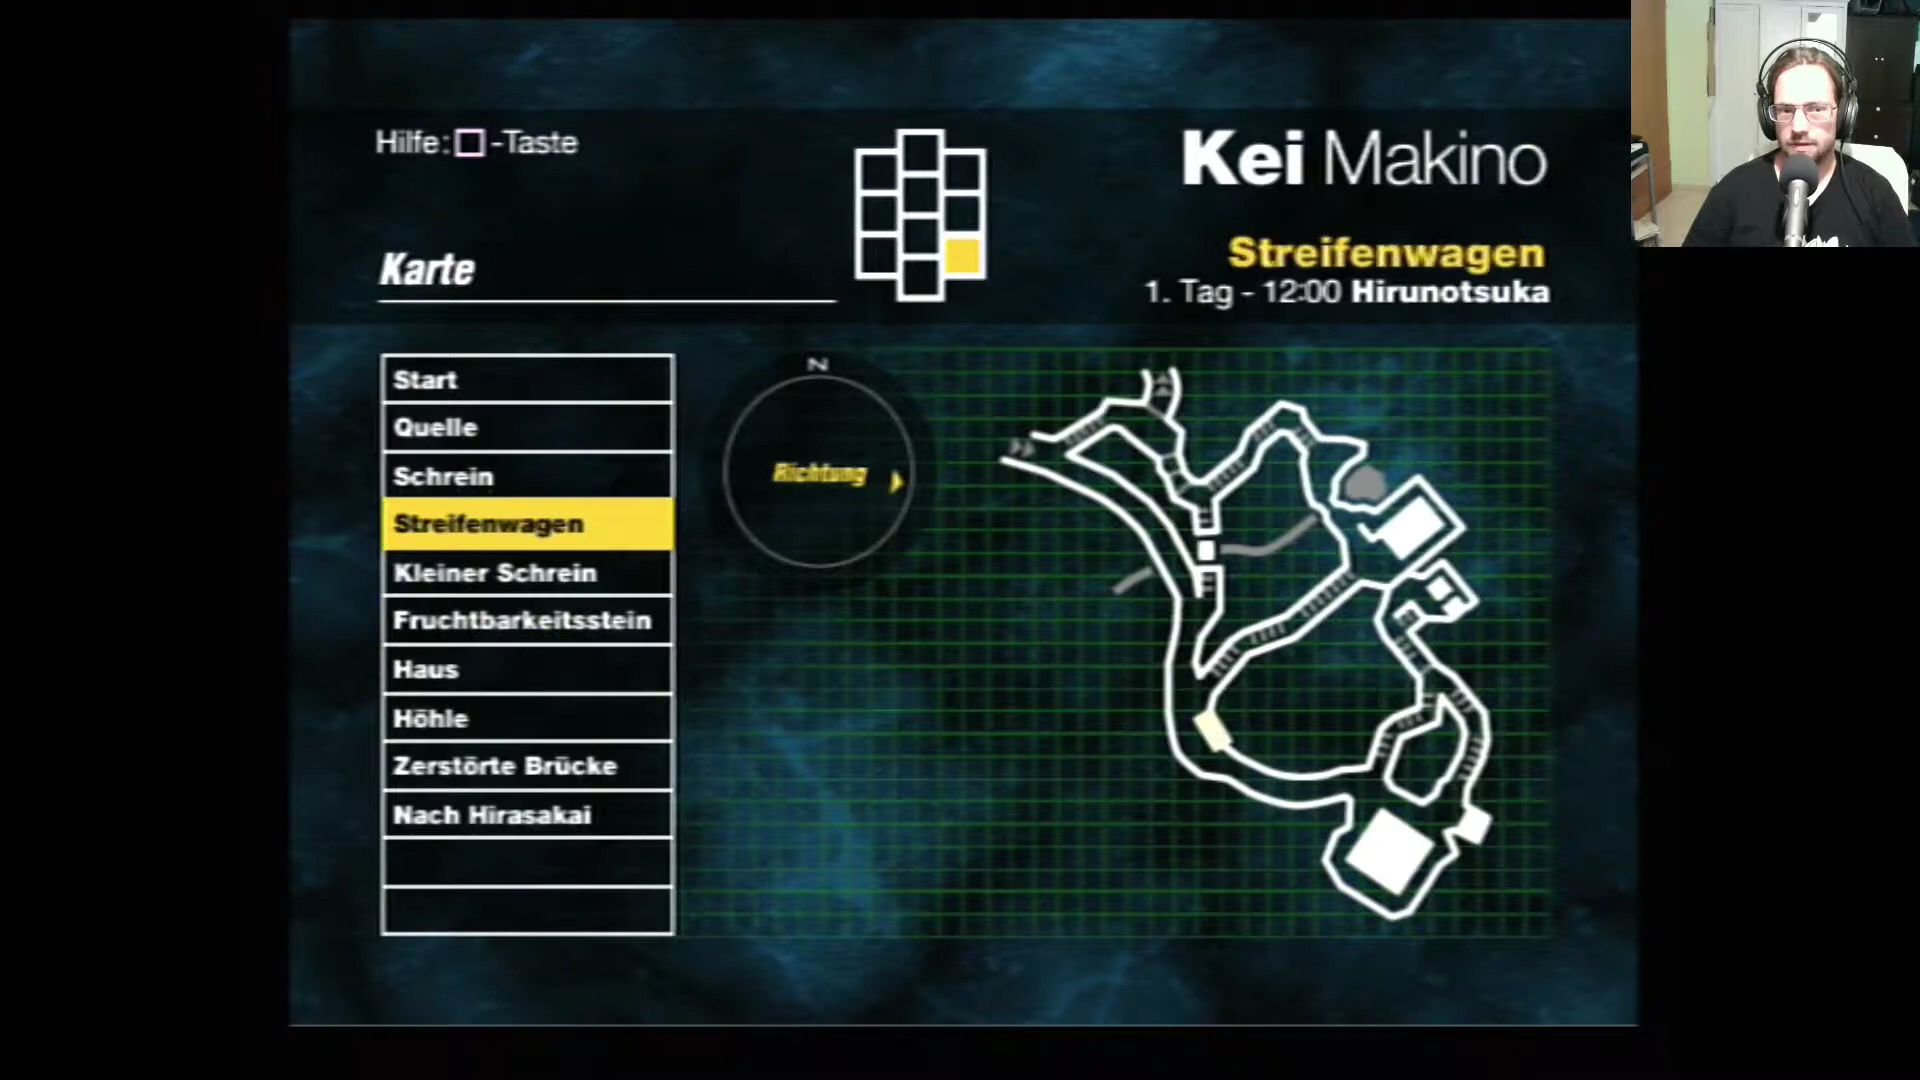 Hilfe: □ -Taste
Kei Makino
Streifenwagen
1. Tag - 12:00 Hirunotsuka
Karte
Start
Quelle
Schrein
Streifenwagen
Kleiner Schrein
Fruchtbarkeitsstein
Haus
Höhle
Zerstörte Brücke
Nach Hirasakai
N
Richtung